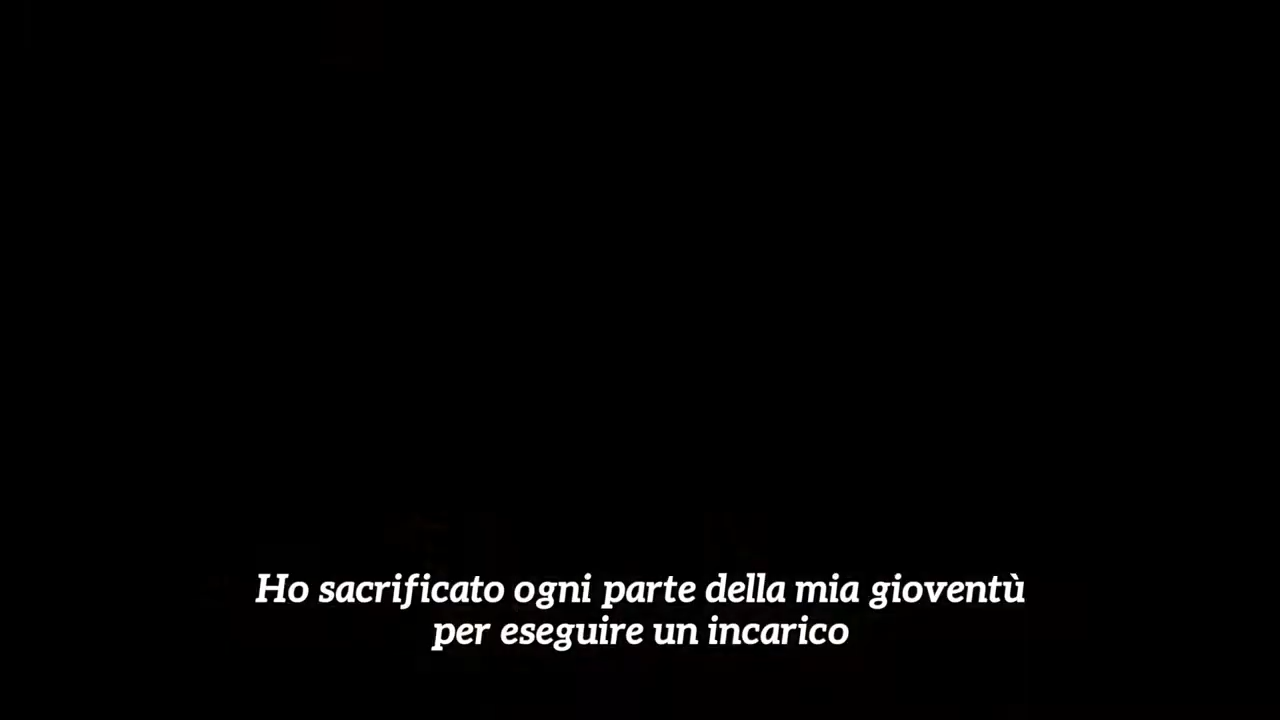 Ho sacrificato ogni parte della mia gioventù
per eseguire un incarico